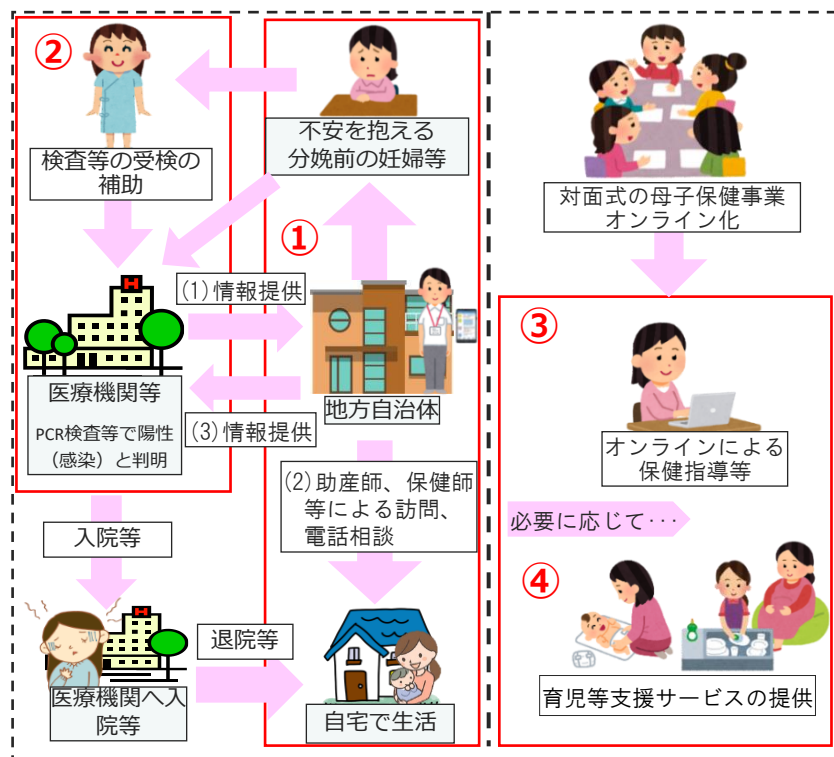 ②
検査等の受検の
補助
不安を抱える
分娩前の妊婦等
①
(1)情報提供
医療機関等
PCR検査等で陽性
（感染）と判明
地方自治体
(3)情報提供
(2)助産師、保健師
等による訪問、
電話相談
入院等
H
H
医療機関へ入
院等
退院等
自宅で生活
対面式の母子保健事業
オンライン化
③
オンラインによる
保健指導等
必要に応じて･･･
④
育児等支援サービスの提供